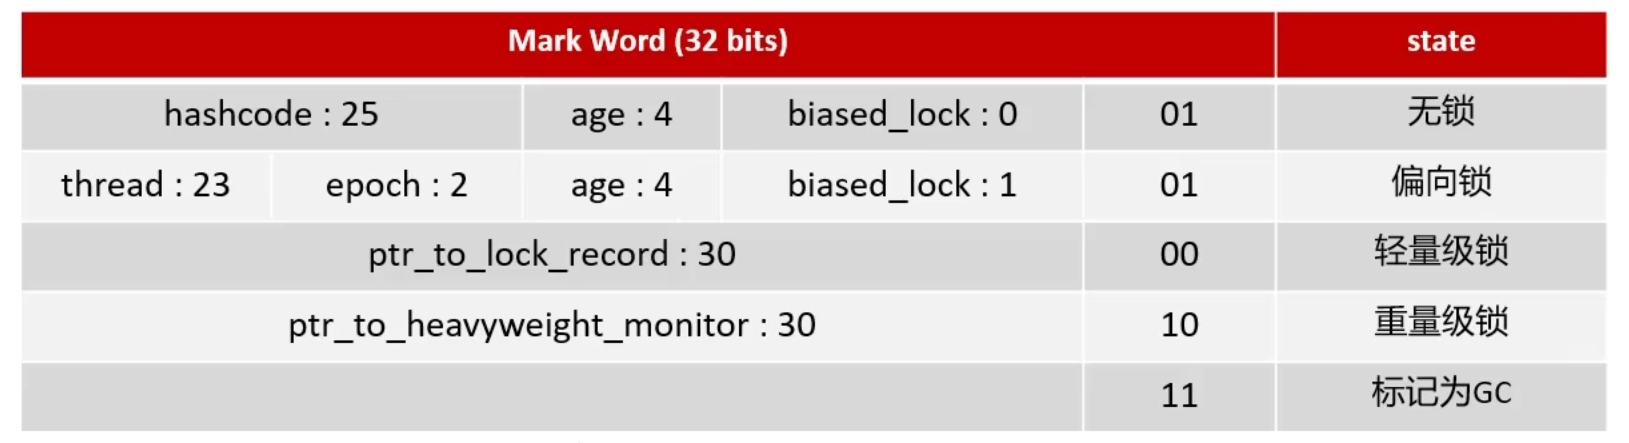 Mark Word (32 bits) state
hashcode : 25 age : 4 biased_lock : 0 01 无锁
thread : 23 epoch : 2 age : 4 biased_lock : 1 01 偏向锁
ptr_to_lock_record : 30 00 轻量级锁
ptr_to_heavyweight_monitor : 30 10 重量级锁
11 标记为GC